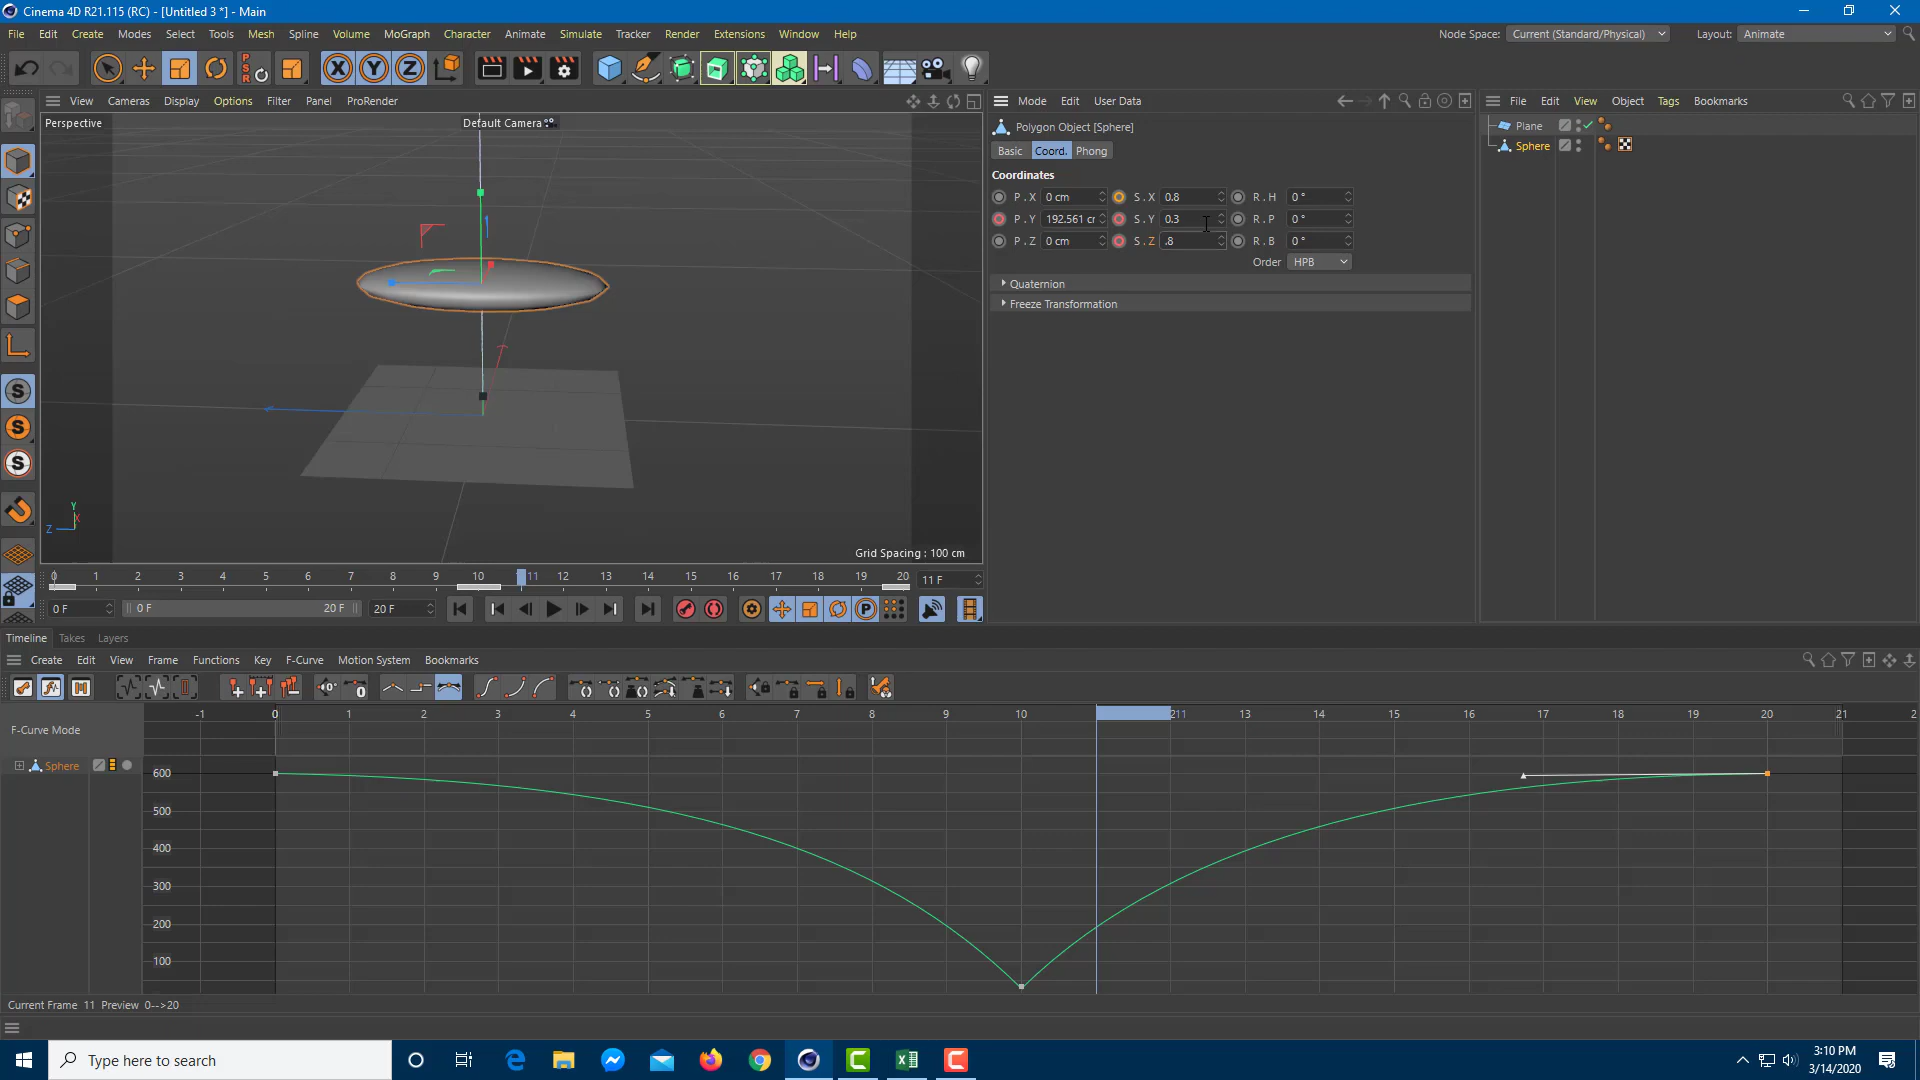 Cinema 4D R21.115 (RC) - [Untitled 3 *] - Main
File Edit Create Modes Select Spline Tools Mesh Volume MoGraph Character Animate Simulate Tracker Render Extensions Window Help
Node Space: Current (Standard/Physical) Layout: Animate
View Cameras Display Options Filter Panel ProRender
Perspective
Default Camera
Y
X
Z
Grid Spacing : 100 cm
Mode Edit User Data
Polygon Object [Sphere]
Basic Coord. Phong
Coordinates
P . X 0 cm S . X 0.8 R . H 0 °
P . Y 192.561 cr S . Y 0.3 R . P 0 °
P . Z 0 cm S . Z .8 R . B 0 °
Order HPB
Quaternion
Freeze Transformation
File Edit View Object Tags Bookmarks
Plane
Sphere
0 1 2 3 4 5 6 7 8 9 10 11 12 13 14 15 16 17 18 19 20 11 F
0 F 0 F 20 F 20 F
Timeline Takes Layers
Create Edit View Frame Functions Key F-Curve Motion System Bookmarks
F-Curve Mode
-1 0 1 2 3 4 5 6 7 8 9 10 211 13 14 15 16 17 18 19 20 21 2
Sphere
600
500
400
300
200
100
Current Frame 11 Preview 0-->20
Type here to search
3:10 PM
3/14/2020